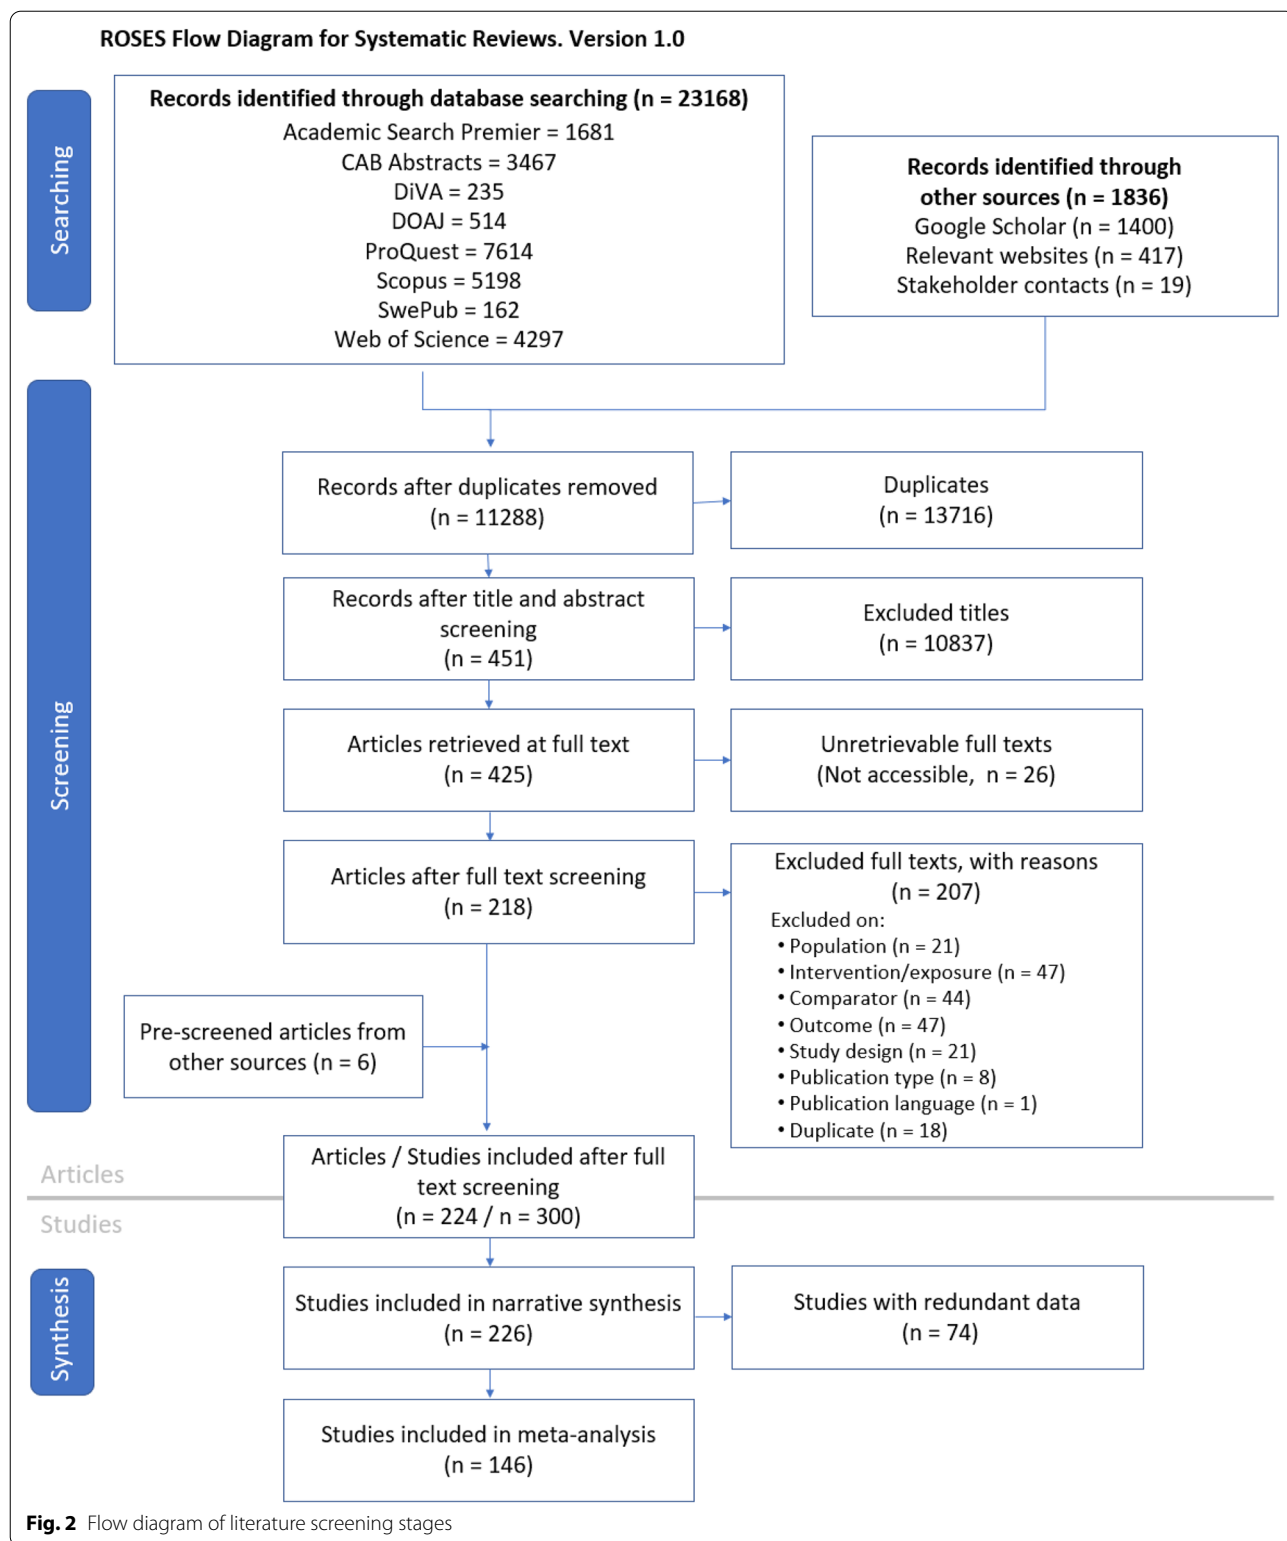 ROSES Flow Diagram for Systematic Reviews. Version 1.0
Searching
Records identified through database searching (n = 23168)
Academic Search Premier = 1681
CAB Abstracts = 3467
DiVA = 235
DOAJ = 514
ProQuest = 7614
Scopus = 5198
SwePub = 162
Web of Science = 4297
Records identified through
other sources (n = 1836)
Google Scholar (n = 1400)
Relevant websites (n = 417)
Stakeholder contacts (n = 19)
Screening
Records after duplicates removed
(n = 11288)
Duplicates
(n = 13716)
Records after title and abstract
screening
(n = 451)
Excluded titles
(n = 10837)
Articles retrieved at full text
(n = 425)
Unretrievable full texts
(Not accessible, n = 26)
Articles after full text screening
(n = 218)
Excluded full texts, with reasons
(n = 207)
Excluded on:
• Population (n = 21)
• Intervention/exposure (n = 47)
• Comparator (n = 44)
• Outcome (n = 47)
• Study design (n = 21)
• Publication type (n = 8)
• Publication language (n = 1)
• Duplicate (n = 18)
Pre-screened articles from
other sources (n = 6)
Articles / Studies included after full
text screening
(n = 224 / n = 300)
Articles
Studies
Synthesis
Studies included in narrative synthesis
(n = 226)
Studies with redundant data
(n = 74)
Studies included in meta-analysis
(n = 146)
Fig. 2 Flow diagram of literature screening stages